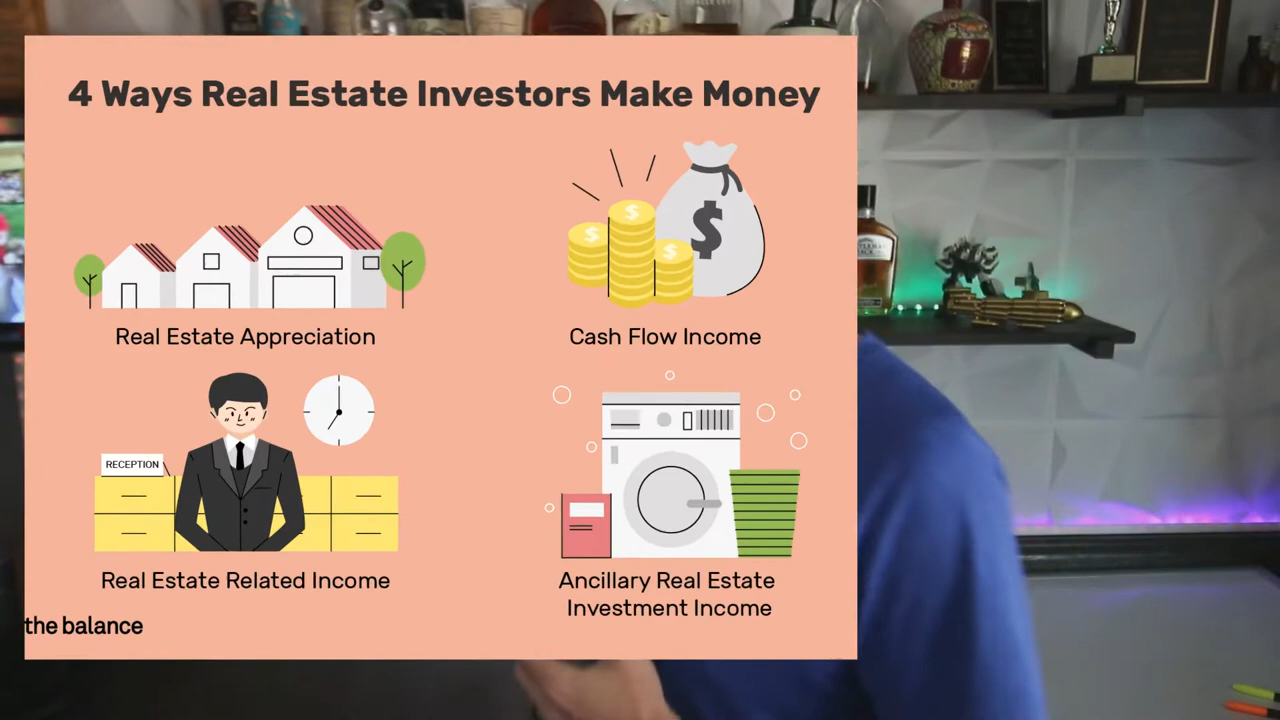 4 Ways Real Estate Investors Make Money
$
$
$
$
Real Estate Appreciation
Cash Flow Income
RECEPTION
Real Estate Related Income
Ancillary Real Estate
Investment Income
the balance